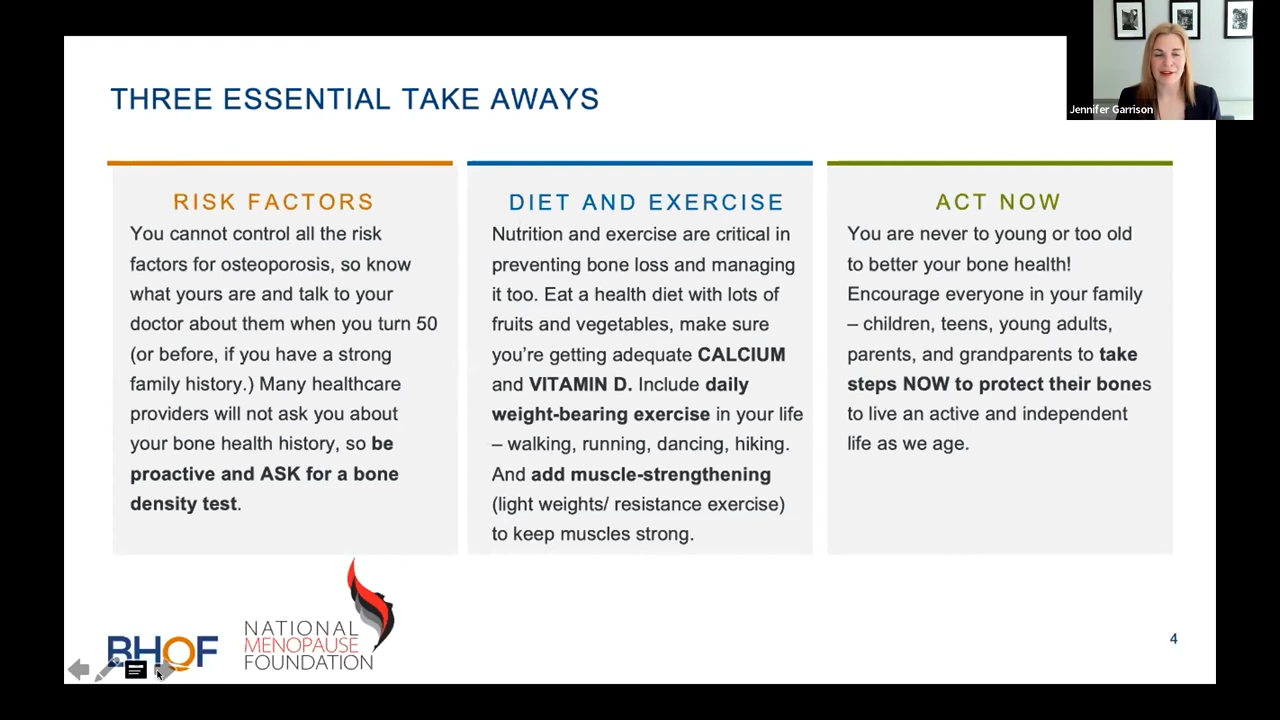 Jennifer Garrison
THREE ESSENTIAL TAKE AWAYS
RISK FACTORS
You cannot control all the risk
factors for osteoporosis, so know
what yours are and talk to your
doctor about them when you turn 50
(or before, if you have a strong
family history.) Many healthcare
providers will not ask you about
your bone health history, so be
proactive and ASK for a bone
density test.
DIET AND EXERCISE
Nutrition and exercise are critical in
preventing bone loss and managing
it too. Eat a health diet with lots of
fruits and vegetables, make sure
you’re getting adequate CALCIUM
and VITAMIN D. Include daily
weight-bearing exercise in your life
– walking, running, dancing, hiking.
And add muscle-strengthening
(light weights/ resistance exercise)
to keep muscles strong.
ACT NOW
You are never to young or too old
to better your bone health!
Encourage everyone in your family
– children, teens, young adults,
parents, and grandparents to take
steps NOW to protect their bones
to live an active and independent
life as we age.
BHOF
NATIONAL
MENOPAUSE
FOUNDATION
4